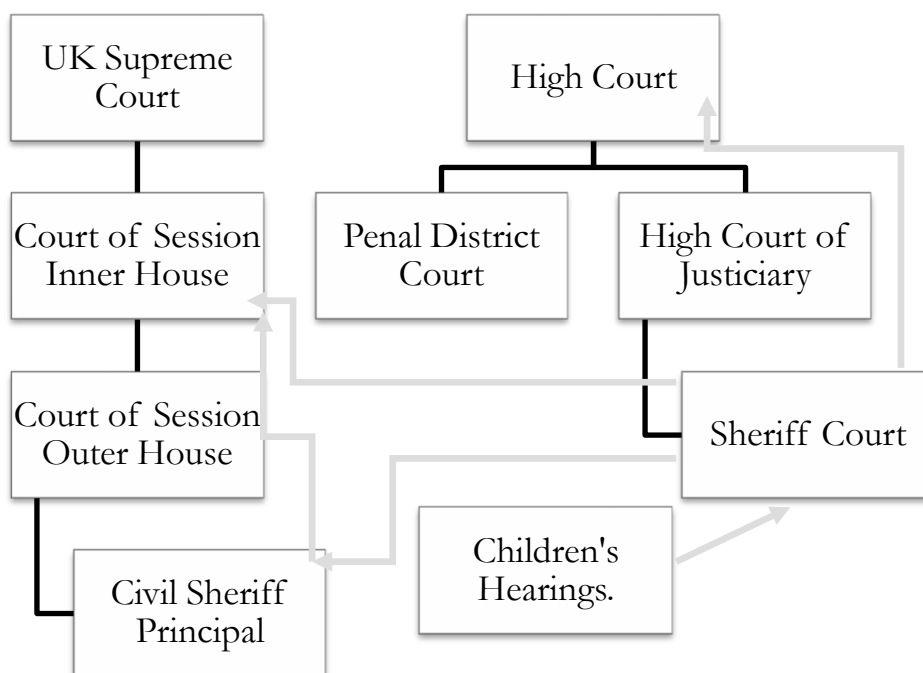 UK Supreme
Court
High Court
Court of Session
Inner House
Penal District
Court
High Court of
Justiciary
Court of Session
Outer House
Sheriff Court
Children's
Hearings.
Civil Sheriff
Principal